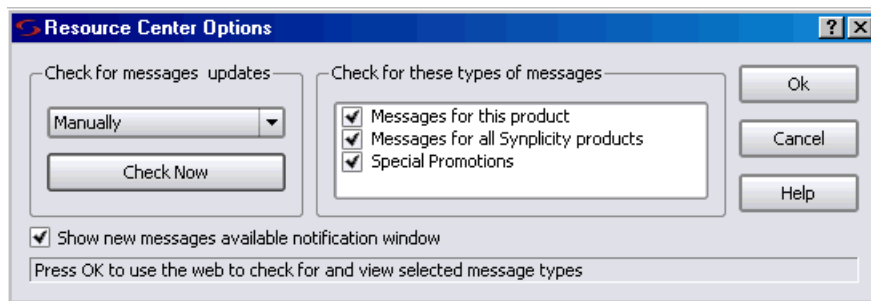 Resource Center Options
Check for messages updates
Manually
Check Now
Check for these types of messages
Messages for this product
Messages for all Synplicity products
Special Promotions
Ok
Cancel
Help
Show new messages available notification window
Press OK to use the web to check for and view selected message types